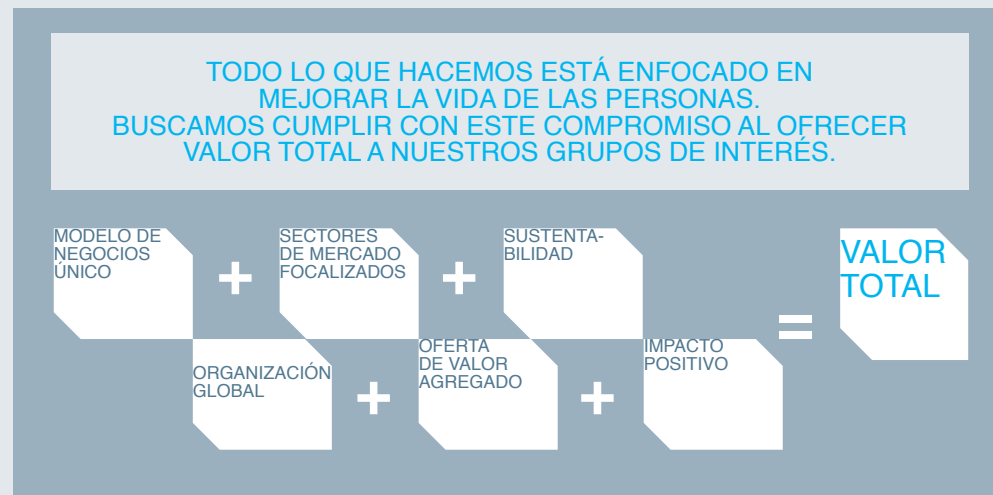 TODO LO QUE HACEMOS ESTÁ ENFOCADO EN
MEJORAR LA VIDA DE LAS PERSONAS.
BUSCAMOS CUMPLIR CON ESTE COMPROMISO AL OFRECER
VALOR TOTAL A NUESTROS GRUPOS DE INTERÉS.
MODELO DE
NEGOCIOS
ÚNICO
+
SECTORES
DE MERCADO
FOCALIZADOS
+
SUSTENTA-
BILIDAD
ORGANIZACIÓN
GLOBAL
+
OFERTA
DE VALOR
AGREGADO
+
IMPACTO
POSITIVO
=
VALOR
TOTAL